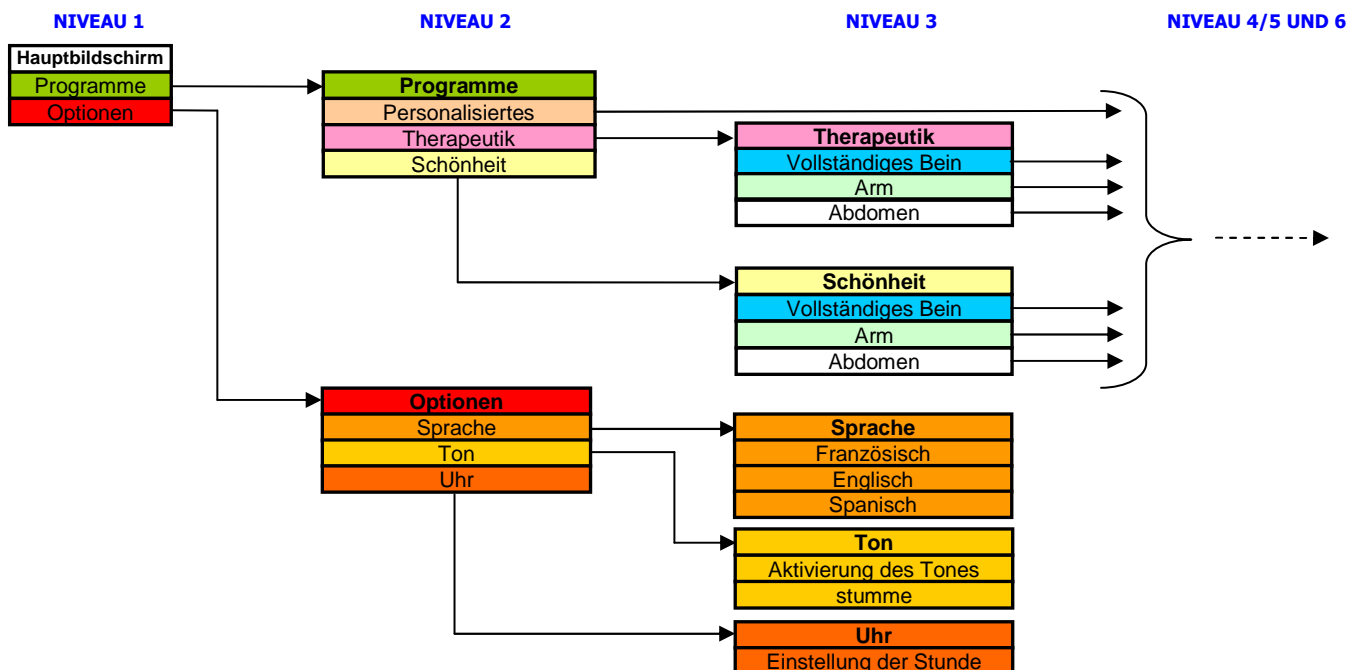 NIVEAU 1 NIVEAU 2 NIVEAU 3 NIVEAU 4/5 UND 6
Hauptbildschirm
Programme
Optionen
Programme
Personalisiertes
Therapeutik
Schönheit
Therapeutik
Vollständiges Bein
Arm
Abdomen
Schönheit
Vollständiges Bein
Arm
Abdomen
Optionen
Sprache
Ton
Uhr
Sprache
Französisch
Englisch
Spanisch
Ton
Aktivierung des Tones
stumme
Uhr
Einstellung der Stunde